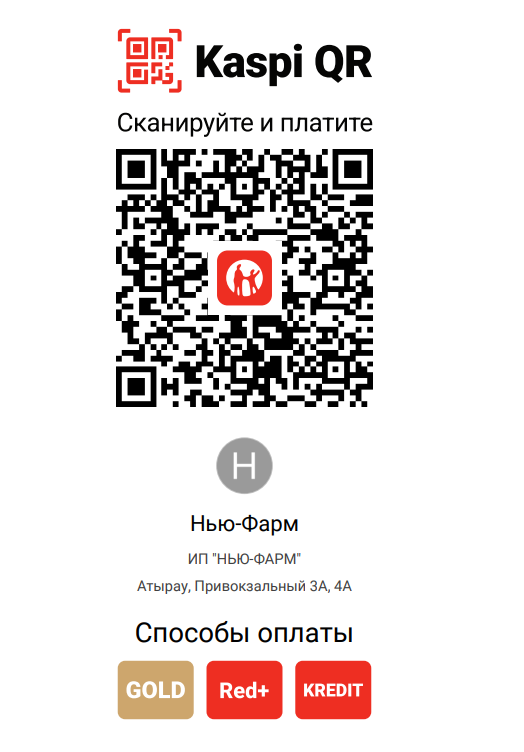 Kaspi QR
Сканируйте и платите
Н
Нью-Фарм
ИП "НЬЮ-ФАРМ"
Атырау, Привокзальный 3А, 4А
Способы оплаты
GOLD
Red+
KREDIT